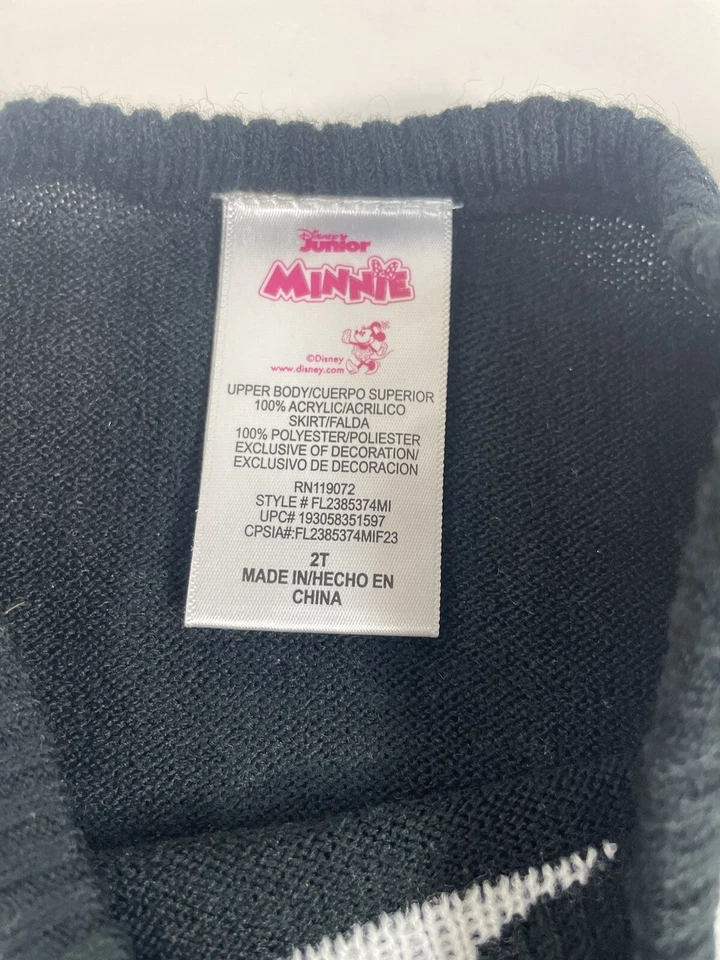 Disney
Junior
MINNIE
©Disney
www.disney.com
UPPER BODY/CUERPO SUPERIOR
100% ACRYLIC/ACRILICO
SKIRT/FALDA
100% POLYESTER/POLIESTER
EXCLUSIVE OF DECORATION/
EXCLUSIVO DE DECORACION
RN119072
STYLE # FL2385374MI
UPC# 193058351597
CPSIA#:FL2385374MIF23
2T
MADE IN/HECHO EN
CHINA